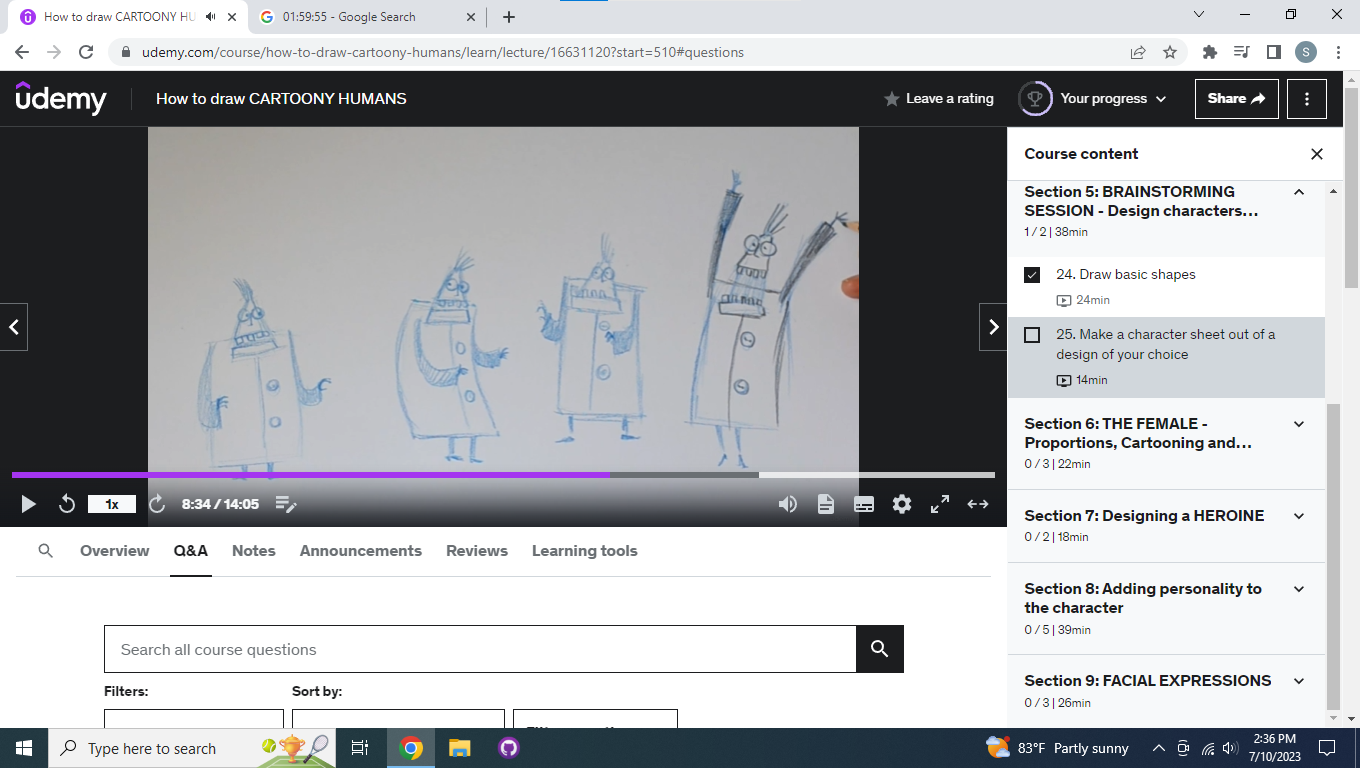 How to draw CARTOONY HU
01:59:55 - Google Search
udemy.com/course/how-to-draw-cartoony-humans/learn/lecture/16631120?start=510#questions
S
udemy
How to draw CARTOONY HUMANS
Leave a rating
Your progress
Share
Course content
Section 5: BRAINSTORMING
SESSION - Design characters...
1 / 2 | 38min
24. Draw basic shapes
24min
25. Make a character sheet out of a
design of your choice
14min
Section 6: THE FEMALE -
Proportions, Cartooning and...
0 / 3 | 22min
Section 7: Designing a HEROINE
0 / 2 | 18min
Section 8: Adding personality to
the character
0 / 5 | 39min
Section 9: FACIAL EXPRESSIONS
0 / 3 | 26min
1x
8:34 / 14:05
Overview
Q&A
Notes
Announcements
Reviews
Learning tools
Search all course questions
Filters:
Sort by:
Type here to search
83°F Partly sunny
2:36 PM
7/10/2023